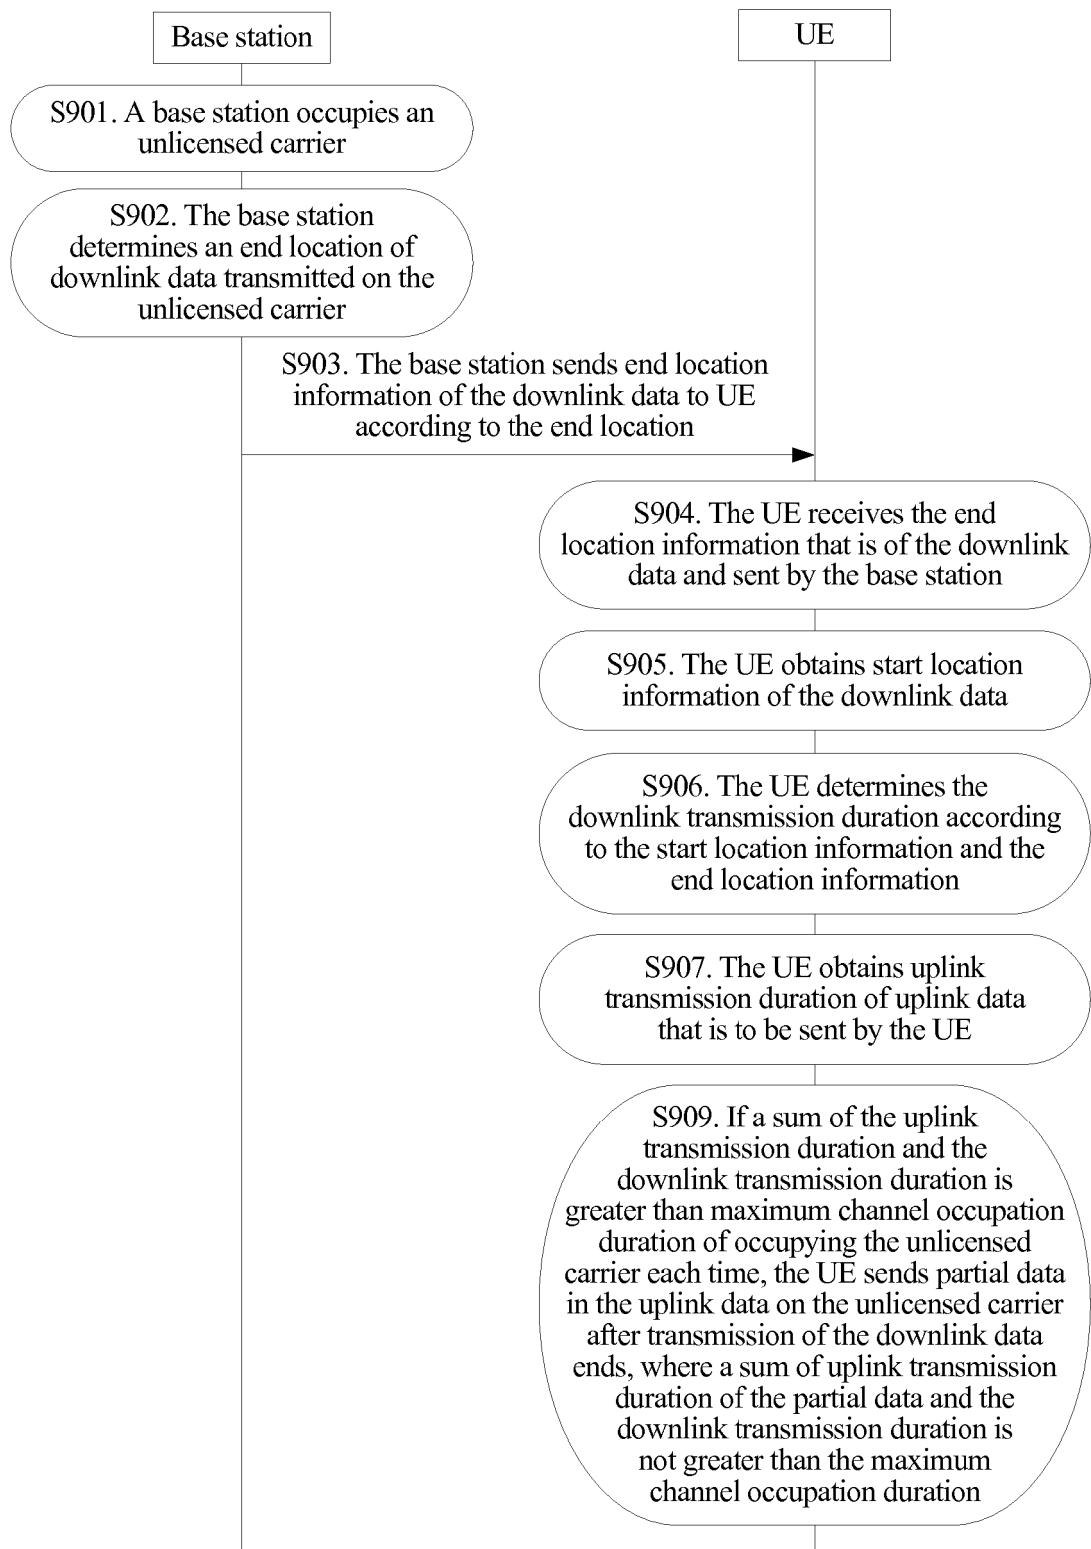 Base station
UE
S901. A base station occupies an
unlicensed carrier
S902. The base station
determines an end location of
downlink data transmitted on the
unlicensed carrier
S903. The base station sends end location
information of the downlink data to UE
according to the end location
S904. The UE receives the end
location information that is of the downlink
data and sent by the base station
S905. The UE obtains start location
information of the downlink data
S906. The UE determines the
downlink transmission duration according
to the start location information and the
end location information
S907. The UE obtains uplink
transmission duration of uplink data
that is to be sent by the UE
S909. If a sum of the uplink
transmission duration and the
downlink transmission duration is
greater than maximum channel occupation
duration of occupying the unlicensed
carrier each time, the UE sends partial data
in the uplink data on the unlicensed carrier
after transmission of the downlink data
ends, where a sum of uplink transmission
duration of the partial data and the
downlink transmission duration is
not greater than the maximum
channel occupation duration